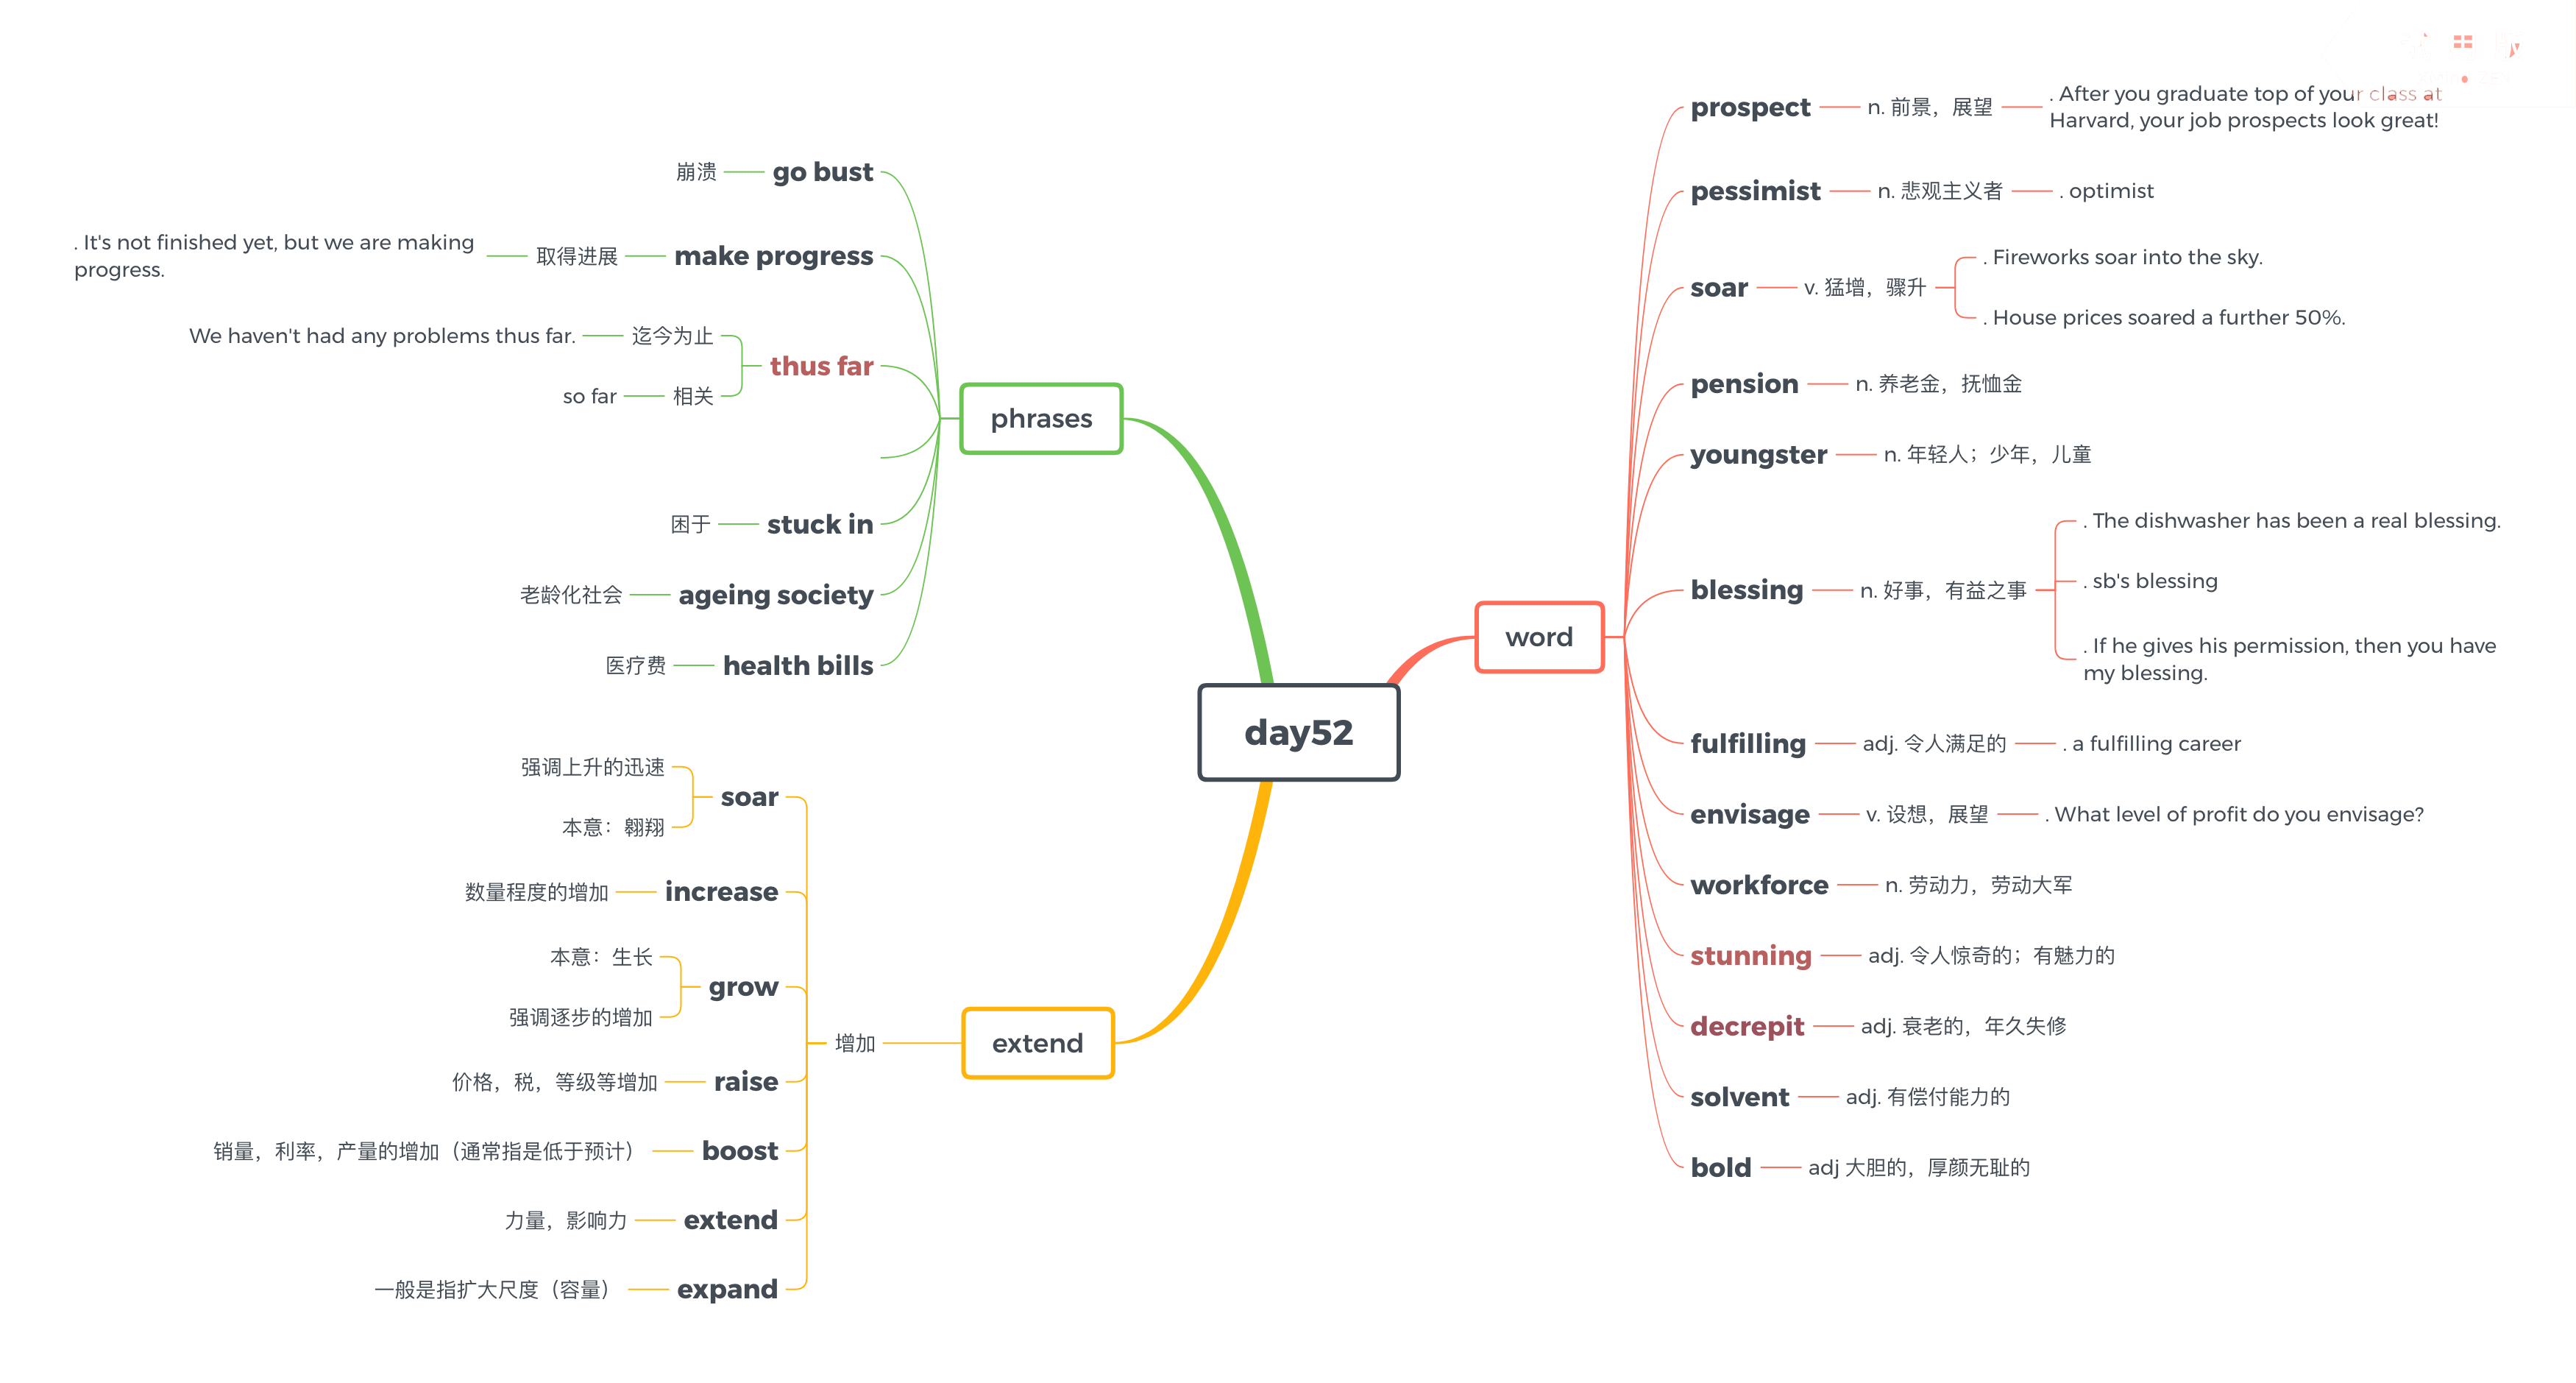 day52
word
prospect
n. 前景，展望
. After you graduate top of your class at
Harvard, your job prospects look great!
pessimist
n. 悲观主义者
. optimist
soar
v. 猛增，骤升
. Fireworks soar into the sky.
. House prices soared a further 50%.
pension
n. 养老金，抚恤金
youngster
n. 年轻人；少年，儿童
blessing
n. 好事，有益之事
. The dishwasher has been a real blessing.
. sb's blessing
. If he gives his permission, then you have
my blessing.
fulfilling
adj. 令人满足的
. a fulfilling career
envisage
v. 设想，展望
. What level of profit do you envisage?
workforce
n. 劳动力，劳动大军
stunning
adj. 令人惊奇的；有魅力的
decrepit
adj. 衰老的，年久失修
solvent
adj. 有偿付能力的
bold
adj 大胆的，厚颜无耻的
phrases
go bust
崩溃
make progress
取得进展
. It's not finished yet, but we are making
progress.
thus far
迄今为止
We haven't had any problems thus far.
相关
so far
stuck in
困于
ageing society
老龄化社会
health bills
医疗费
extend
增加
soar
强调上升的迅速
本意：翱翔
increase
数量程度的增加
grow
本意：生长
强调逐步的增加
raise
价格，税，等级等增加
boost
销量，利率，产量的增加（通常指是低于预计）
extend
力量，影响力
expand
一般是指扩大尺度（容量）